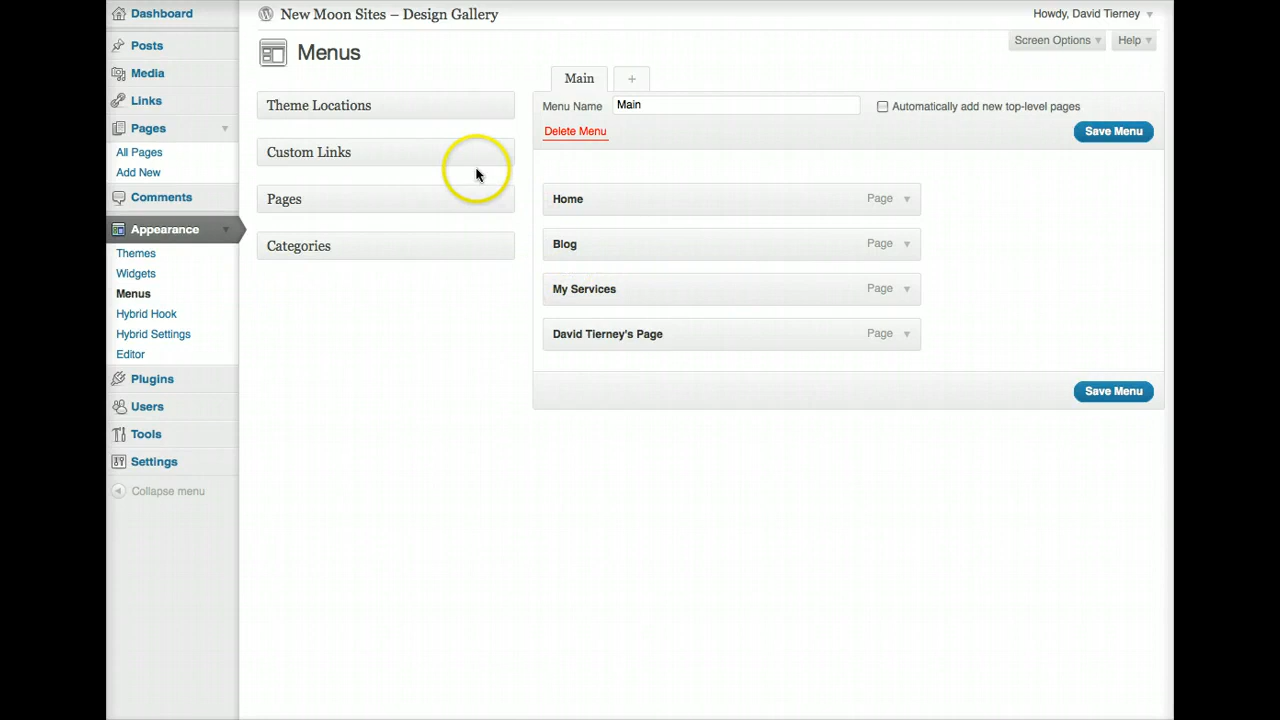 Dashboard
Posts
Media
Links
Pages
All Pages
Add New
Comments
Appearance
Themes
Widgets
Menus
Hybrid Hook
Hybrid Settings
Editor
Plugins
Users
Tools
Settings
Collapse menu
New Moon Sites – Design Gallery
Howdy, David Tierney
Screen Options
Help
Menus
Theme Locations
Custom Links
Pages
Categories
Main
+
Menu Name Main
Automatically add new top-level pages
Delete Menu
Save Menu
Home Page
Blog Page
My Services Page
David Tierney's Page Page
Save Menu